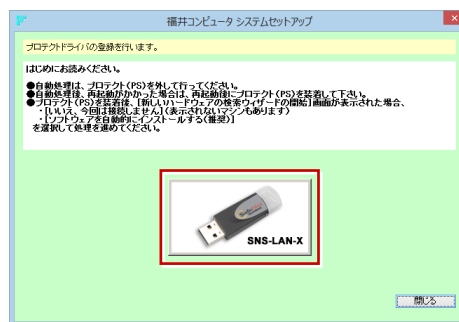 福井コンピュータ システムセットアップ
プロテクトドライバの登録を行います。
はじめにお読みください。
●自動処理は、プロテクト(PS)を外して行ってください。
●自動処理後、再起動がかかった場合は、再起動後にプロテクト(PS)を装着して下さい。
●プロテクト(PS)を装着後、[新しいハードウェアの検索ウィザードの開始]画面が表示された場合、
・[いいえ、今回は接続しません](表示されないマシンもあります)
・[ソフトウェアを自動的にインストールする(推奨)]
を選択して処理を進めてください。
SNS-LAN-X
閉じる